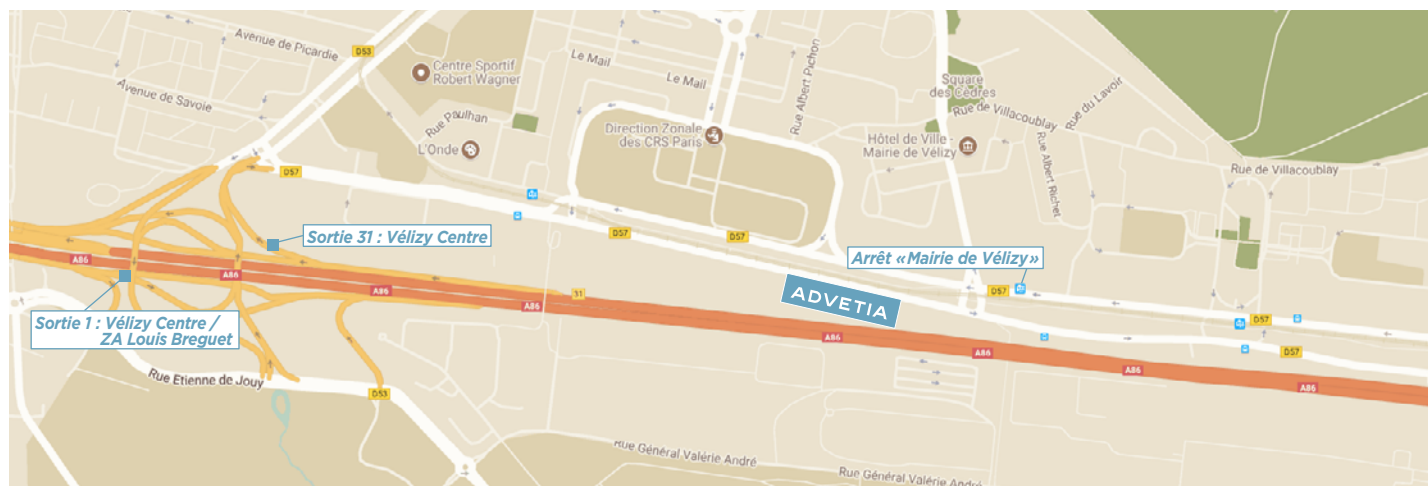 Avenue de Picardie
D53
Centre Sportif
Robert Wagner
Le Mail
Le Mail
Rue Albert Pichon
Square
des Cèdres
Rue de Villacoublay
Rue du Lavoir
Avenue de Savoie
Rue Paulhan
L'Onde
Direction Zonale
des CRS Paris
Hôtel de Ville -
Mairie de Vélizy
Rue Albert Richet
Rue de Villacoublay
D57
D57
D57
Sortie 31 : Vélizy Centre
Arrêt «Mairie de Vélizy»
A86
A86
A86
31
A86
ADVETIA
D57
D57
Sortie 1 : Vélizy Centre /
ZA Louis Breguet
A86
A86
D57
A86
A86
Rue Etienne de Jouy
D53
Rue Général Valérie André
Rue Général Valérie André